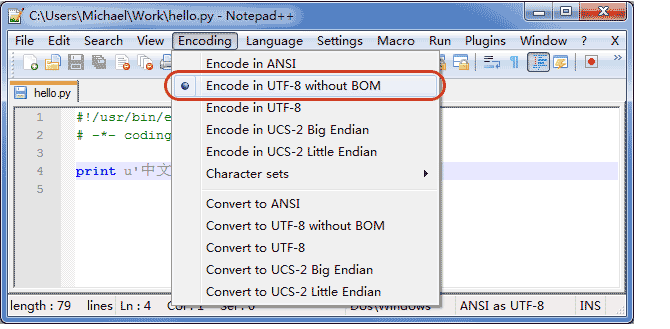 C:\Users\Michael\Work\hello.py - Notepad++
File Edit Search View Encoding Language Settings Macro Run Plugins Window ? X
hello.py
Encode in ANSI
Encode in UTF-8 without BOM
Encode in UTF-8
Encode in UCS-2 Big Endian
Encode in UCS-2 Little Endian
Character sets
Convert to ANSI
Convert to UTF-8 without BOM
Convert to UTF-8
Convert to UCS-2 Big Endian
Convert to UCS-2 Little Endian
1 #!/usr/bin/e
2 # -*- coding
3
4 print u'中文
5
length : 79 lines Ln : 4 Col : 1 Sel : 0 Dos\Windows ANSI as UTF-8 INS